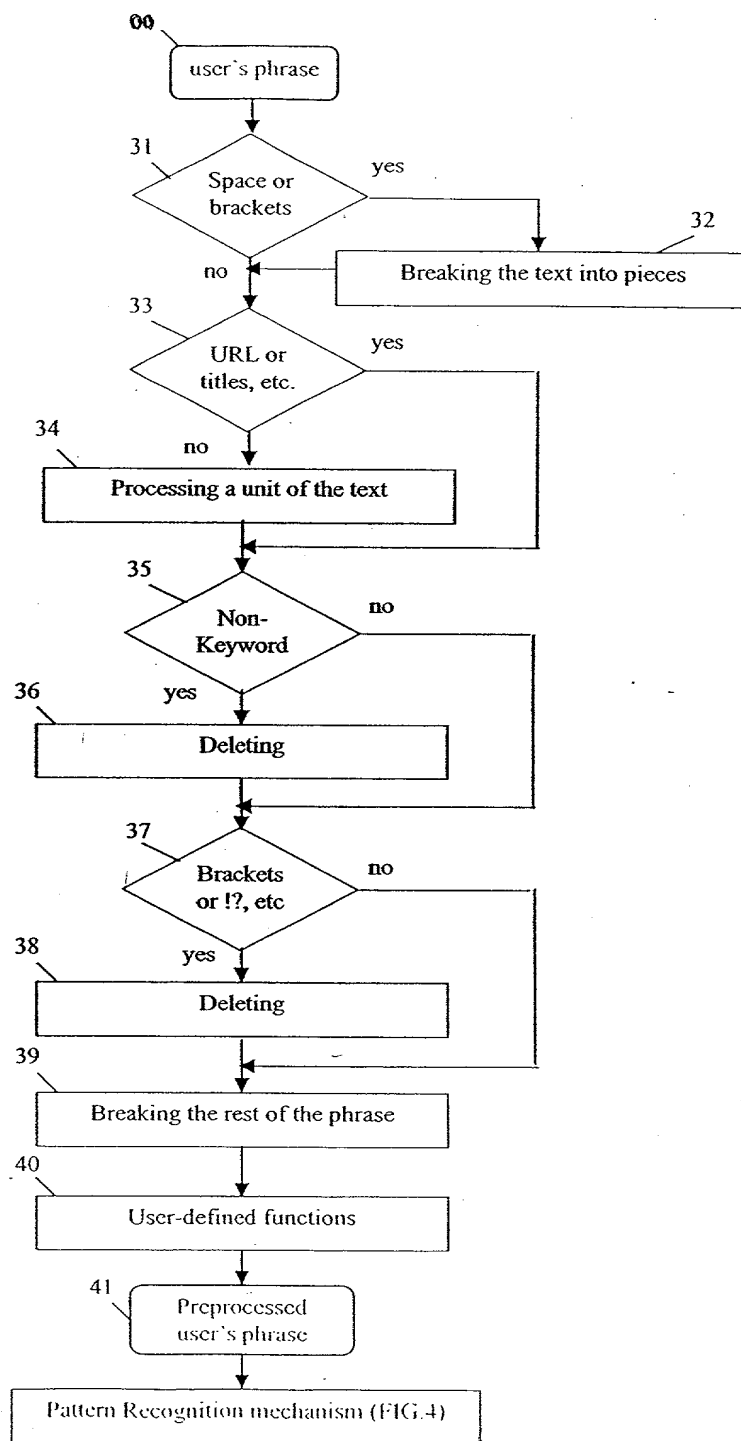 00
user's phrase
31
yes
Space or
brackets
32
Breaking the text into pieces
no
33
yes
URL or
titles, etc.
34
no
Processing a unit of the text
35
no
Non-
Keyword
yes
36
Deleting
37
no
Brackets
or !?, etc
yes
38
Deleting
39
Breaking the rest of the phrase
40
User-defined functions
41
Preprocessed
user's phrase
Pattern Recognition mechanism (FIG.4)